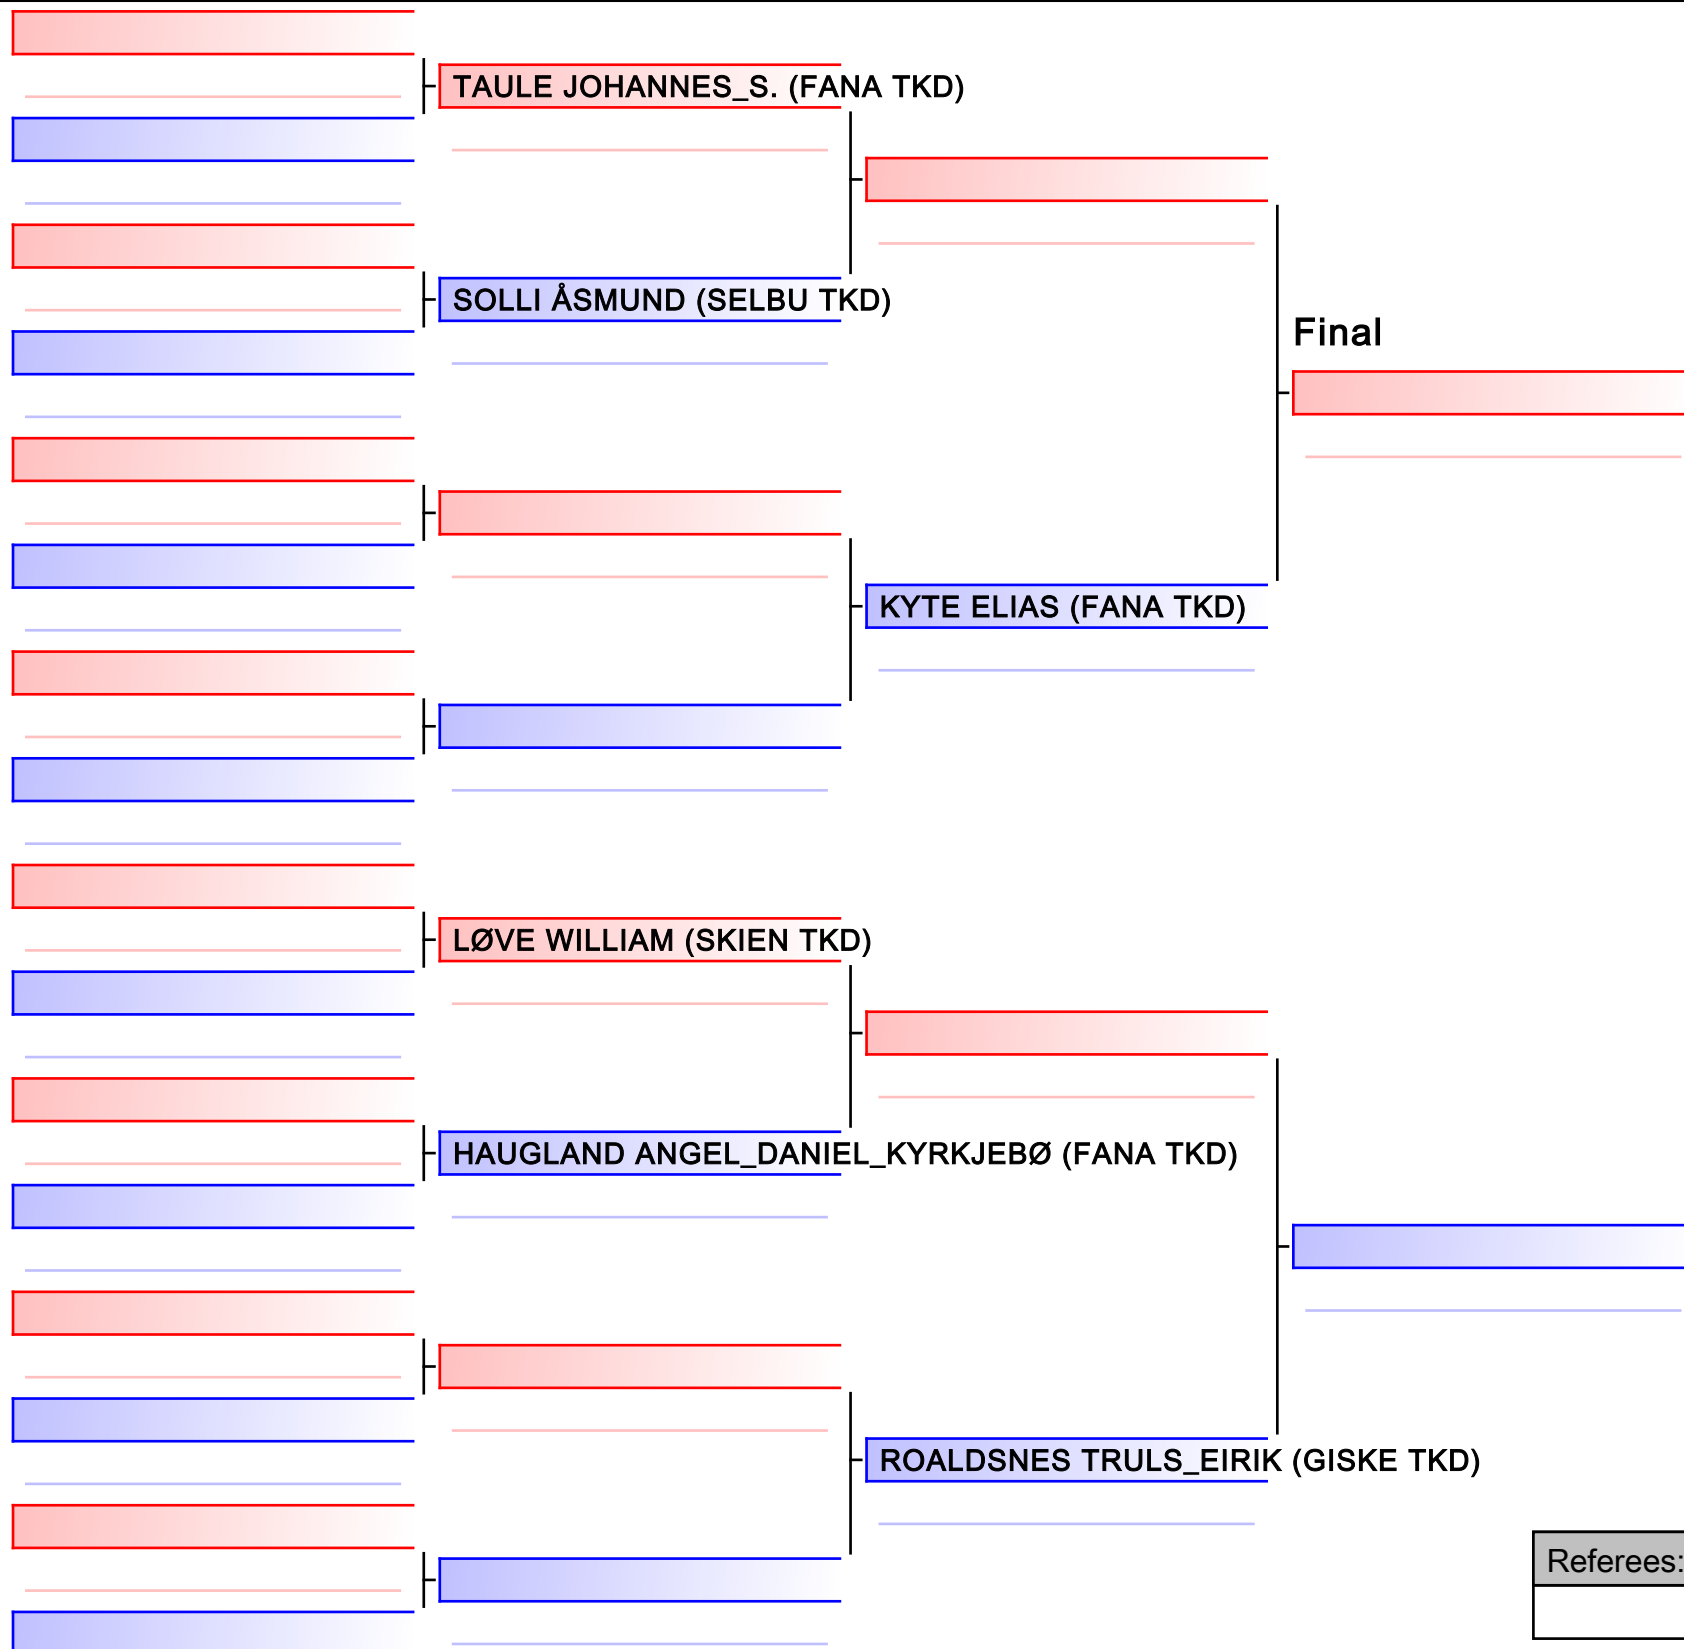 TAULE JOHANNES_S. (FANA TKD)
SOLLI ÅSMUND (SELBU TKD)
Final
KYTE ELIAS (FANA TKD)
LØVE WILLIAM (SKIEN TKD)
HAUGLAND ANGEL_DANIEL_KYRKJEBØ (FANA TKD)
ROALDSNES TRULS_EIRIK (GISKE TKD)
Referees: